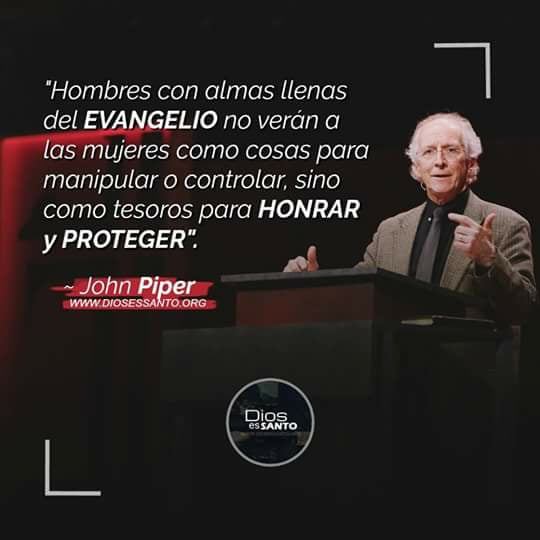 "Hombres con almas llenas
del EVANGELIO no verán a
las mujeres como cosas para
manipular o controlar, sino
como tesoros para HONRAR
y PROTEGER".
~ John Piper
WWW.DIOSESSANTO.ORG
Dios
es SANTO